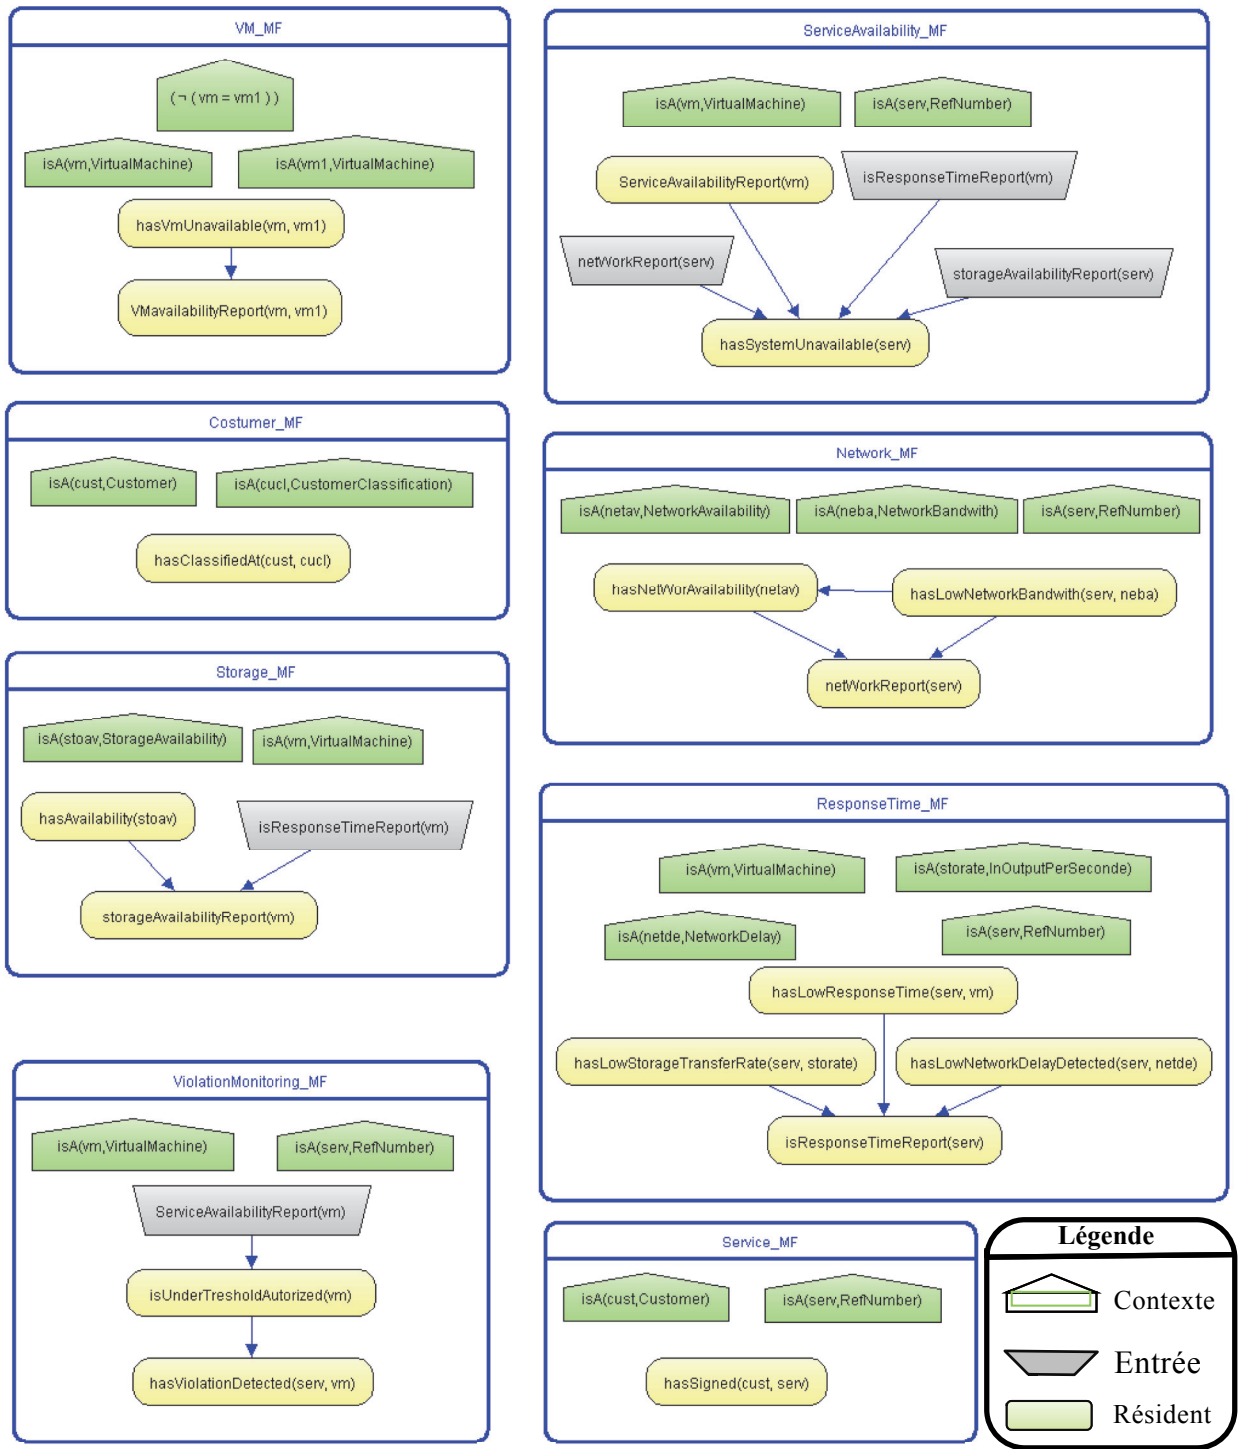 VM_MF
( ¬ ( vm = vm1 ) )
isA(vm,VirtualMachine)
isA(vm1,VirtualMachine)
hasVmUnavailable(vm, vm1)
VMavailabilityReport(vm, vm1)
ServiceAvailability_MF
isA(vm,VirtualMachine)
isA(serv,RefNumber)
ServiceAvailabilityReport(vm)
isResponseTimeReport(vm)
netWorkReport(serv)
storageAvailabilityReport(serv)
hasSystemUnavailable(serv)
Costumer_MF
isA(cust,Customer)
isA(cucl,CustomerClassification)
hasClassifiedAt(cust, cucl)
Network_MF
isA(netav,NetworkAvailability)
isA(neba,NetworkBandwith)
isA(serv,RefNumber)
hasNetWorAvailability(netav)
hasLowNetworkBandwith(serv, neba)
netWorkReport(serv)
Storage_MF
isA(stoav,StorageAvailability)
isA(vm,VirtualMachine)
hasAvailability(stoav)
isResponseTimeReport(vm)
storageAvailabilityReport(vm)
ResponseTime_MF
isA(vm,VirtualMachine)
isA(storate,InOutputPerSeconde)
isA(netde,NetworkDelay)
isA(serv,RefNumber)
hasLowResponseTime(serv, vm)
hasLowStorageTransferRate(serv, storate)
hasLowNetworkDelayDetected(serv, netde)
isResponseTimeReport(serv)
ViolationMonitoring_MF
isA(vm,VirtualMachine)
isA(serv,RefNumber)
ServiceAvailabilityReport(vm)
isUnderTresholdAutorized(vm)
hasViolationDetected(serv, vm)
Service_MF
isA(cust,Customer)
isA(serv,RefNumber)
hasSigned(cust, serv)
Légende
Contexte
Entrée
Résident